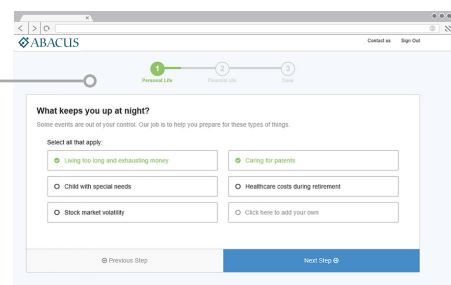 ABACUS
Contact us Sign Out
1 2 3
Personal Life Financial Life Done
What keeps you up at night?
Some events are out of your control. Our job is to help you prepare for these types of things.
Select all that apply:
Living too long and exhausting money Caring for parents
Child with special needs Healthcare costs during retirement
Stock market volatility Click here to add your own
Previous Step Next Step